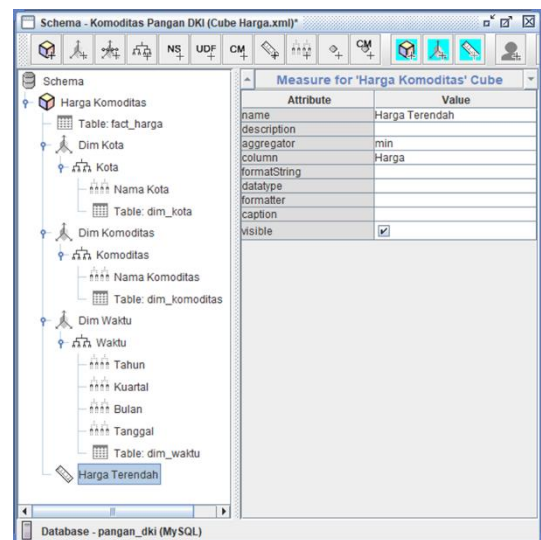 Schema - Komoditas Pangan DKI (Cube Harga.xml)*
NS UDF CM CM
Schema
Harga Komoditas
Table: fact_harga
Dim Kota
Kota
Nama Kota
Table: dim_kota
Dim Komoditas
Komoditas
Nama Komoditas
Table: dim_komoditas
Dim Waktu
Waktu
Tahun
Kuartal
Bulan
Tanggal
Table: dim_waktu
Harga Terendah
Measure for 'Harga Komoditas' Cube
Attribute Value
name Harga Terendah
description
aggregator min
column Harga
formatString
datatype
formatter
caption
visible
Database - pangan_dki (MySQL)